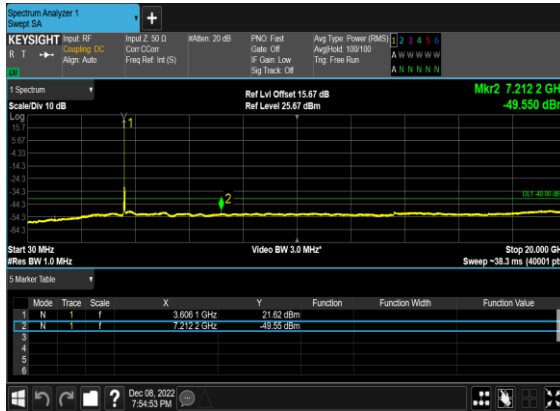 Spectrum Analyzer 1
Swept SA
KEYSIGHT Input: RF Input Z: 50 Ω #Atten: 20 dB PNO: Fast Avg Type: Power (RMS) 1 2 3 4 5 6
R T Coupling: DC Corr CCorr Gate: Off Avg|Hold: 100/100 A W W W W W
Align: Auto Freq Ref: Int (S) IF Gain: Low Trig: Free Run
Sig Track: Off A N N N N N
1 Spectrum
Scale/Div 10 dB
Ref Lvl Offset 15.67 dB
Ref Level 25.67 dBm
Mkr2 7.212 2 GH
-49.550 dBm
Log
15.7
5.67
-4.33
-14.3
-24.3
-34.3
-44.3
-54.3
-64.3
1
2
Start 30 MHz Video BW 3.0 MHz* Stop 20.000 GH
#Res BW 1.0 MHz Sweep ~38.3 ms (40001 pt
5 Marker Table
Mode Trace Scale X Y Function Function Width Function Value
1 N 1 f 3.606 1 GHz 21.62 dBm
2 N 1 f 7.212 2 GHz -49.55 dBm
3
4
5
6
? Dec 08, 2022
7:54:53 PM